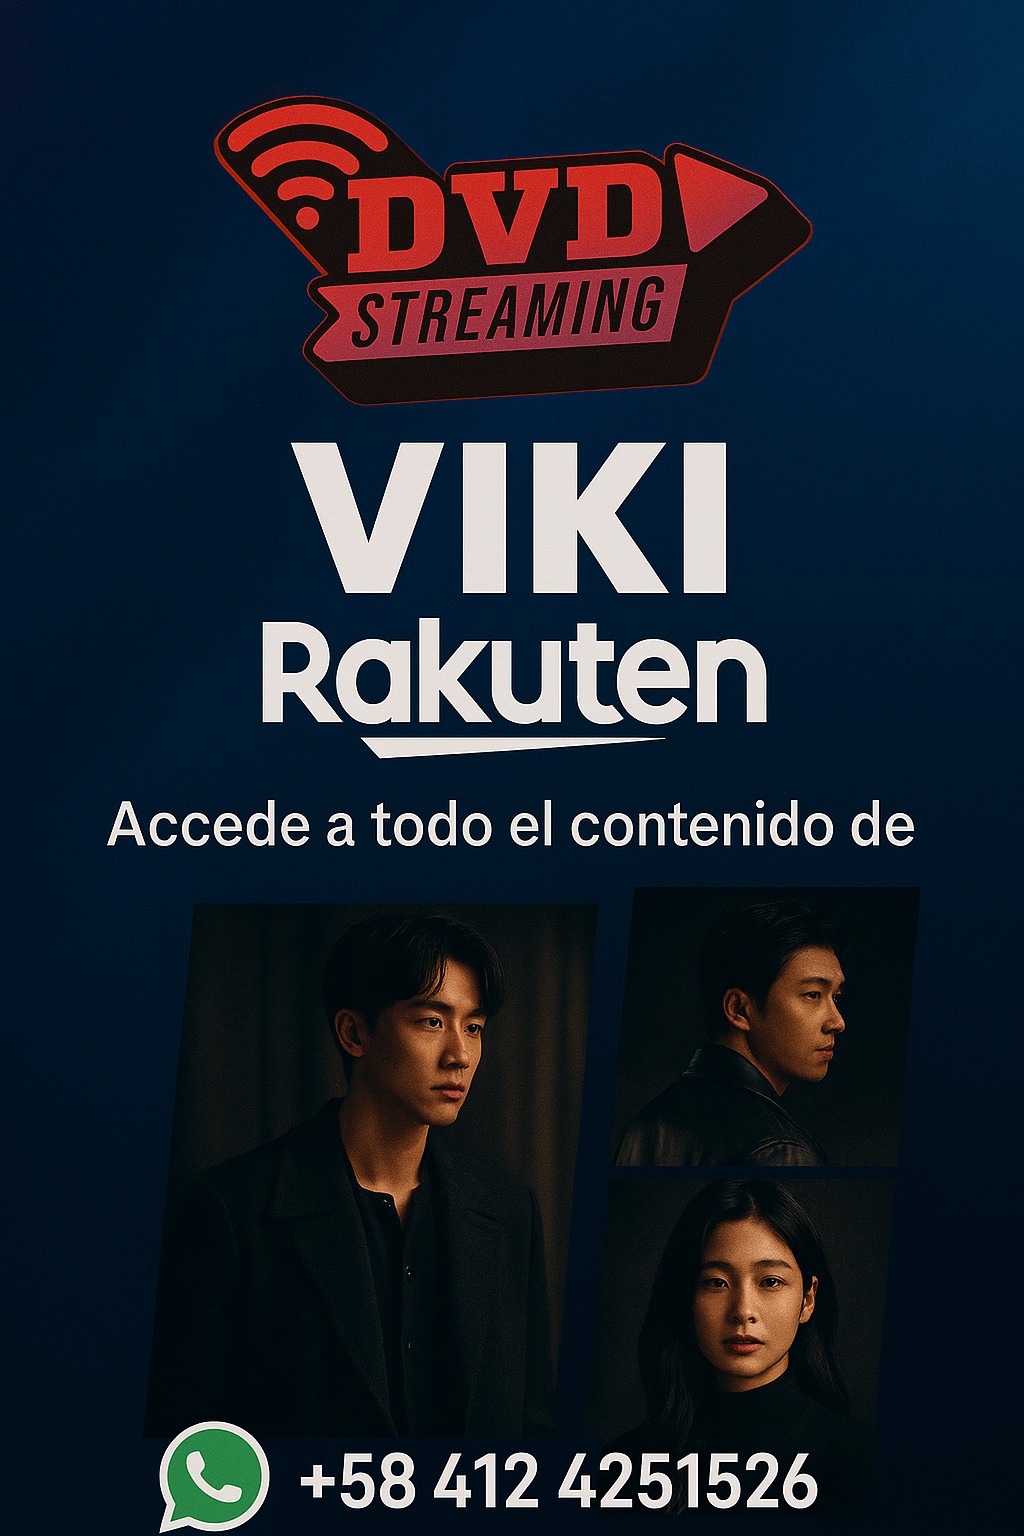 DVD
STREAMING
VIKI
Rakuten
Accede a todo el contenido de
+58 412 4251526